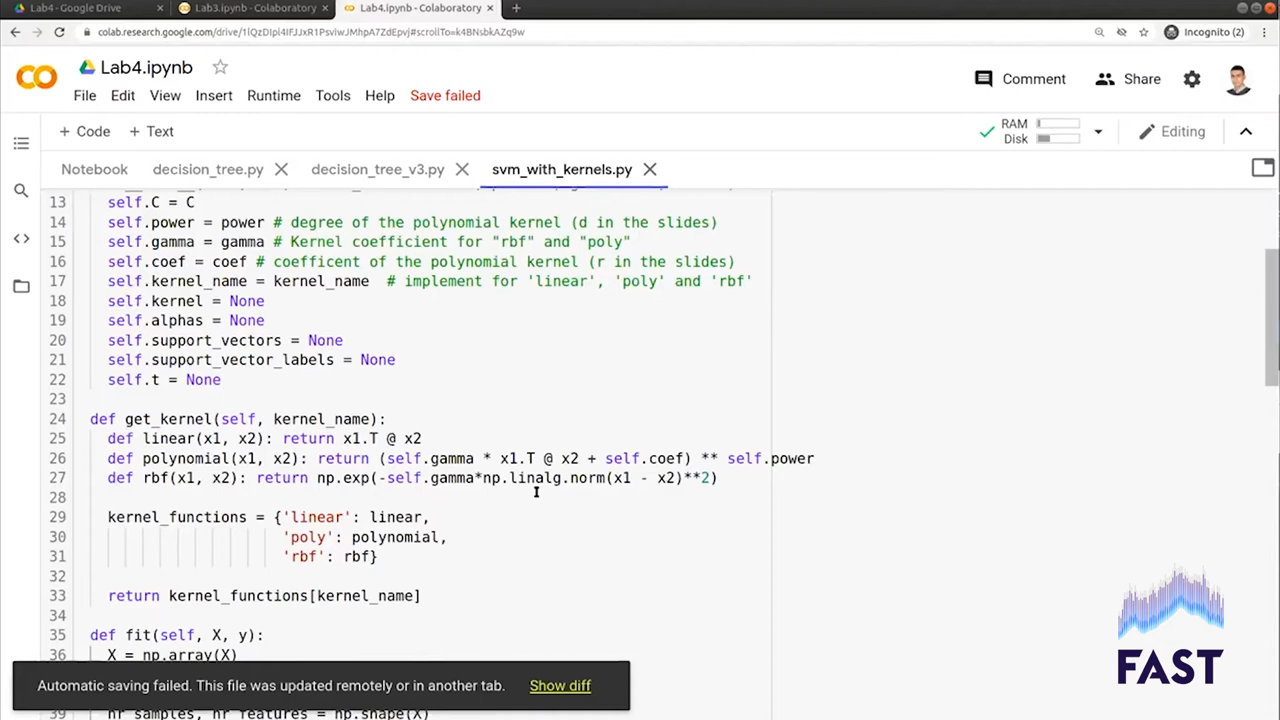 Lab4 - Google Drive
Lab3.ipynb - Colaboratory
Lab4.ipynb - Colaboratory
Incognito (2)
Lab4.ipynb
File Edit View Insert Runtime Tools Help Save failed
Comment Share
+ Code + Text
RAM
Disk
Editing
Notebook decision_tree.py decision_tree_v3.py svm_with_kernels.py
13 self.C = C
14 self.power = power # degree of the polynomial kernel (d in the slides)
15 self.gamma = gamma # Kernel coefficient for "rbf" and "poly"
16 self.coef = coef # coefficent of the polynomial kernel (r in the slides)
17 self.kernel_name = kernel_name # implement for 'linear', 'poly' and 'rbf'
18 self.kernel = None
19 self.alphas = None
20 self.support_vectors = None
21 self.support_vector_labels = None
22 self.t = None
23
24 def get_kernel(self, kernel_name):
25 def linear(x1, x2): return x1.T @ x2
26 def polynomial(x1, x2): return (self.gamma * x1.T @ x2 + self.coef) ** self.power
27 def rbf(x1, x2): return np.exp(-self.gamma*np.linalg.norm(x1 - x2)**2)
28
29 kernel_functions = {'linear': linear,
30 'poly': polynomial,
31 'rbf': rbf}
32
33 return kernel_functions[kernel_name]
34
35 def fit(self, X, y):
36 X = np.array(X)
Automatic saving failed. This file was updated remotely or in another tab. Show diff
39 nr_samples, nr_features = np.shape(X)
FAST